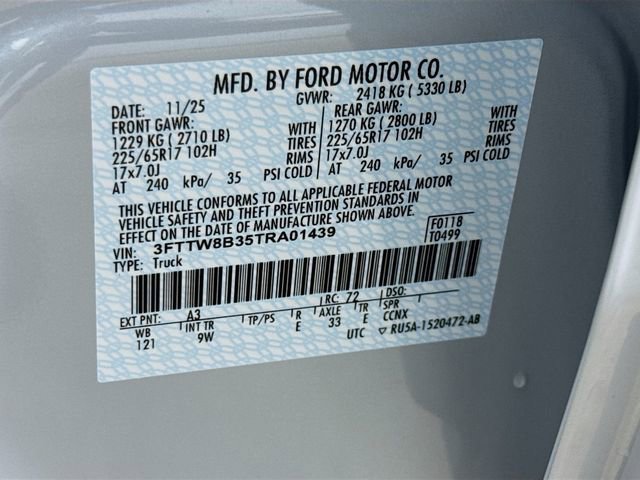 MFD. BY FORD MOTOR CO.
DATE: 11/25 GVWR: 2418 KG ( 5330 LB)
FRONT GAWR: REAR GAWR:
1229 KG ( 2710 LB) WITH 1270 KG ( 2800 LB) WITH
225/65R17 102H TIRES 225/65R17 102H TIRES
17x7.0J RIMS 17x7.0J RIMS
AT 240 kPa/ 35 PSI COLD AT 240 kPa/ 35 PSI COLD
THIS VEHICLE CONFORMS TO ALL APPLICABLE FEDERAL MOTOR
VEHICLE SAFETY AND THEFT PREVENTION STANDARDS IN
EFFECT ON THE DATE OF MANUFACTURE SHOWN ABOVE.
VIN: 3FTTW8B35TRA01439 F0118
TYPE: Truck T0499
EXT PNT: A3 RC: 72 DSO:
WB INT TR TP/PS R AXLE TR SPR
121 9W E 33 E CCNX
UTC ▽ RU5A-1520472-AB